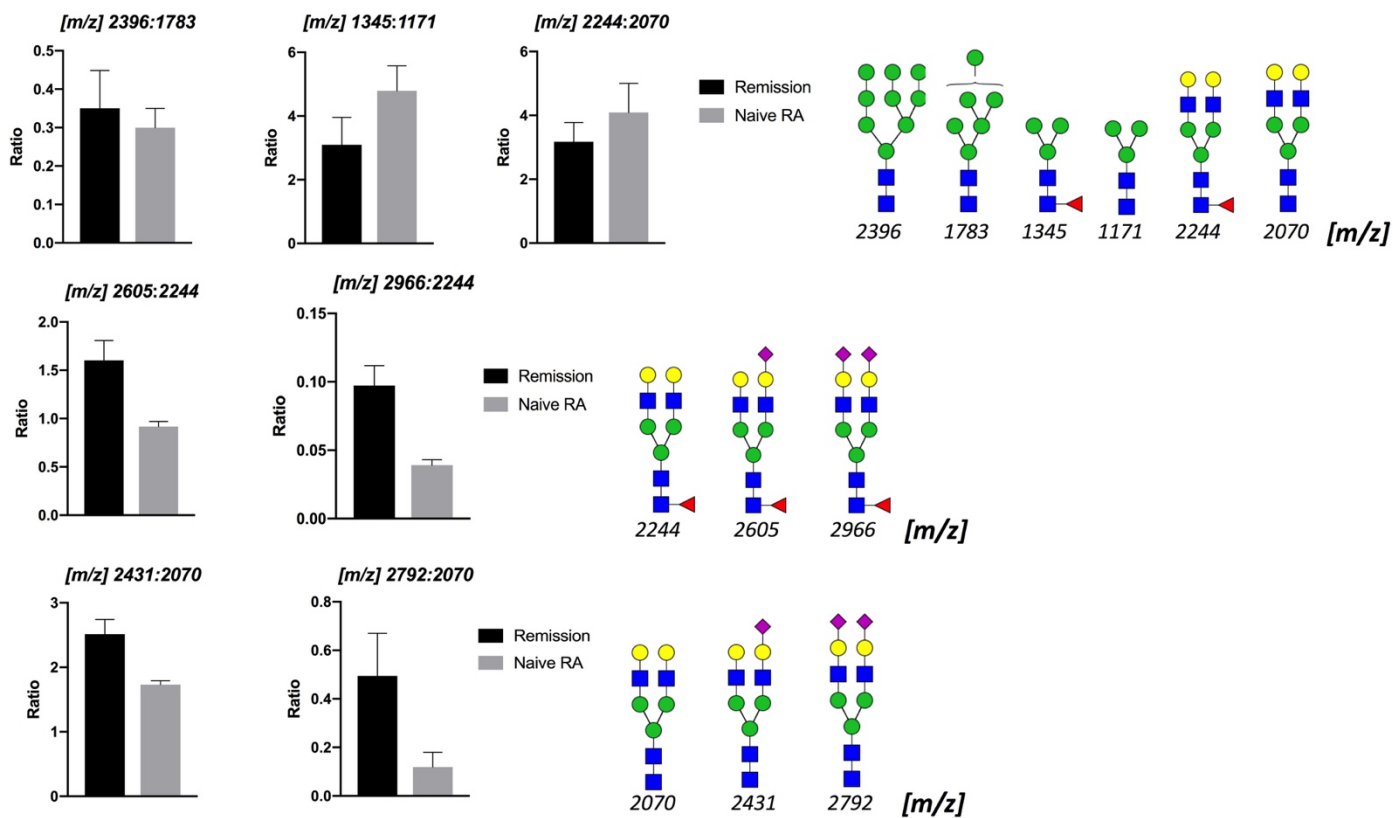 [m/z] 2396:1783
[m/z] 1345:1171
[m/z] 2244:2070
0.5
0.4
0.3
0.2
0.1
0.0
Ratio
6
4
2
0
Ratio
6
4
2
0
Ratio
Remission
Naive RA
2396 1783 1345 1171 2244 2070 [m/z]
[m/z] 2605:2244
[m/z] 2966:2244
2.0
1.5
1.0
0.5
0.0
Ratio
0.15
0.10
0.05
0.00
Ratio
Remission
Naive RA
2244 2605 2966 [m/z]
[m/z] 2431:2070
[m/z] 2792:2070
3
2
1
0
Ratio
0.8
0.6
0.4
0.2
0.0
Ratio
Remission
Naive RA
2070 2431 2792 [m/z]